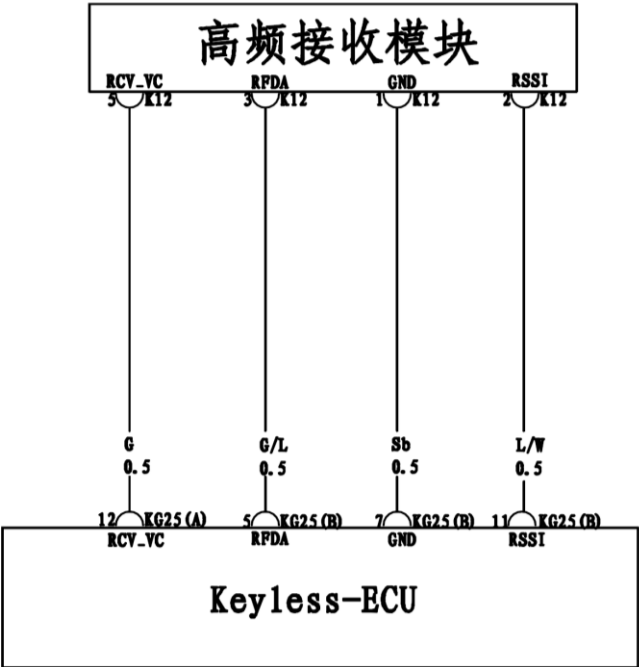 高频接收模块
RCV_VC RFDA GND RSSI
5 K12 3 K12 1 K12 2 K12
G G/L Sb L/W
0.5 0.5 0.5 0.5
12 KG25(A) 5 KG25(B) 7 KG25(B) 11 KG25(B)
RCV_VC RFDA GND RSSI
Keyless-ECU